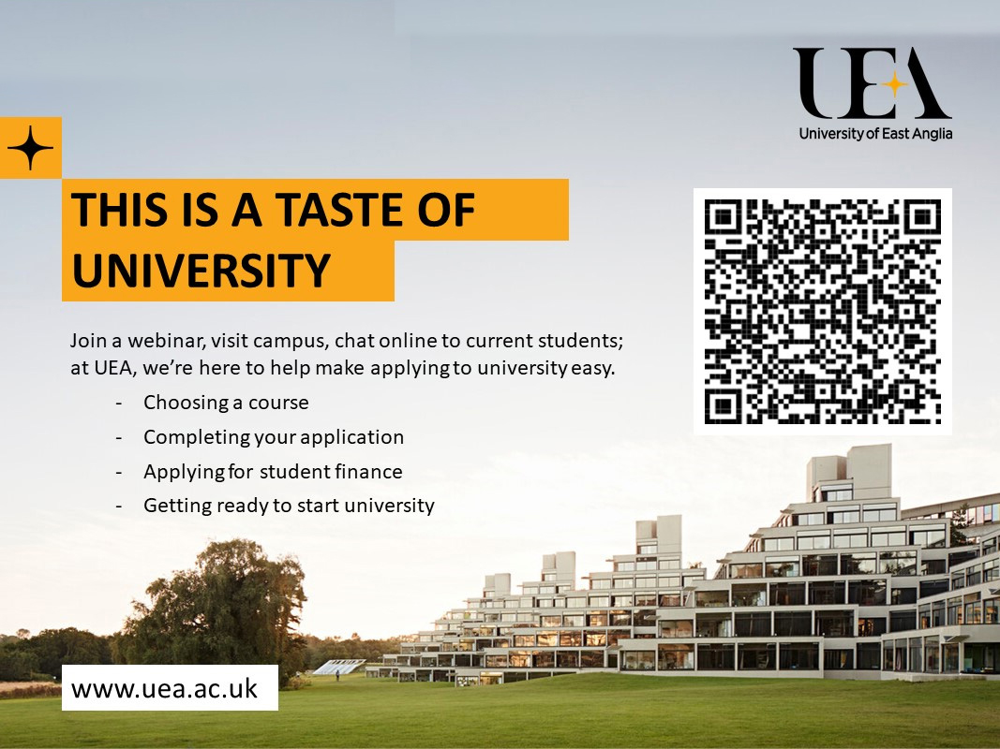 UEA
University of East Anglia
THIS IS A TASTE OF
UNIVERSITY
Join a webinar, visit campus, chat online to current students;
at UEA, we’re here to help make applying to university easy.
- Choosing a course
- Completing your application
- Applying for student finance
- Getting ready to start university
www.uea.ac.uk